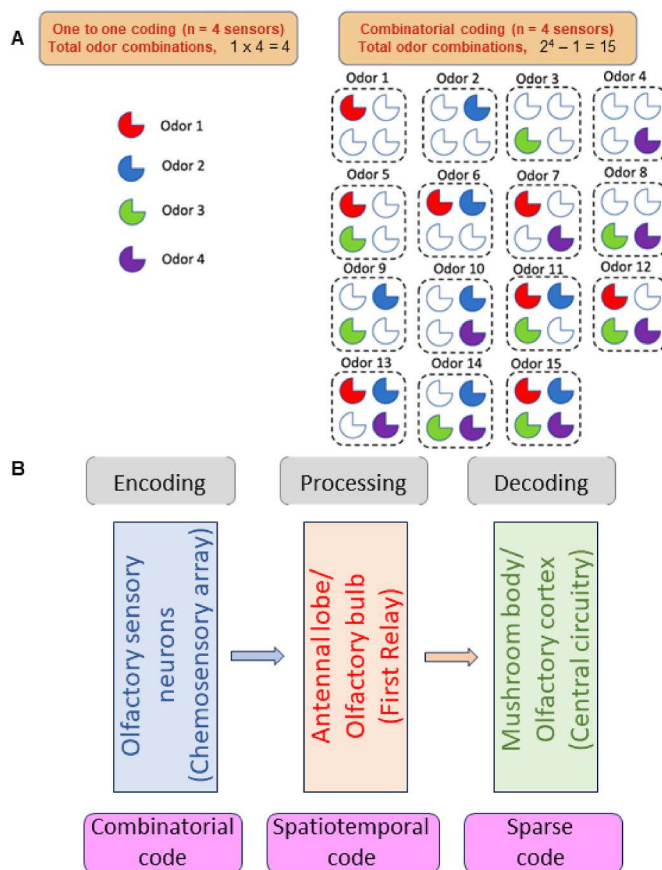 A
One to one coding (n = 4 sensors)
Total odor combinations, 1 x 4 = 4
Combinatorial coding (n = 4 sensors)
Total odor combinations, 2⁴ – 1 = 15
Odor 1
Odor 2
Odor 3
Odor 4
Odor 1 Odor 2 Odor 3 Odor 4
Odor 5 Odor 6 Odor 7 Odor 8
Odor 9 Odor 10 Odor 11 Odor 12
Odor 13 Odor 14 Odor 15
B
Encoding Processing Decoding
Olfactory sensory
neurons
(Chemosensory array)
Antennal lobe/
Olfactory bulb
(First Relay)
Mushroom body/
Olfactory cortex
(Central circuitry)
Combinatorial
code
Spatiotemporal
code
Sparse
code